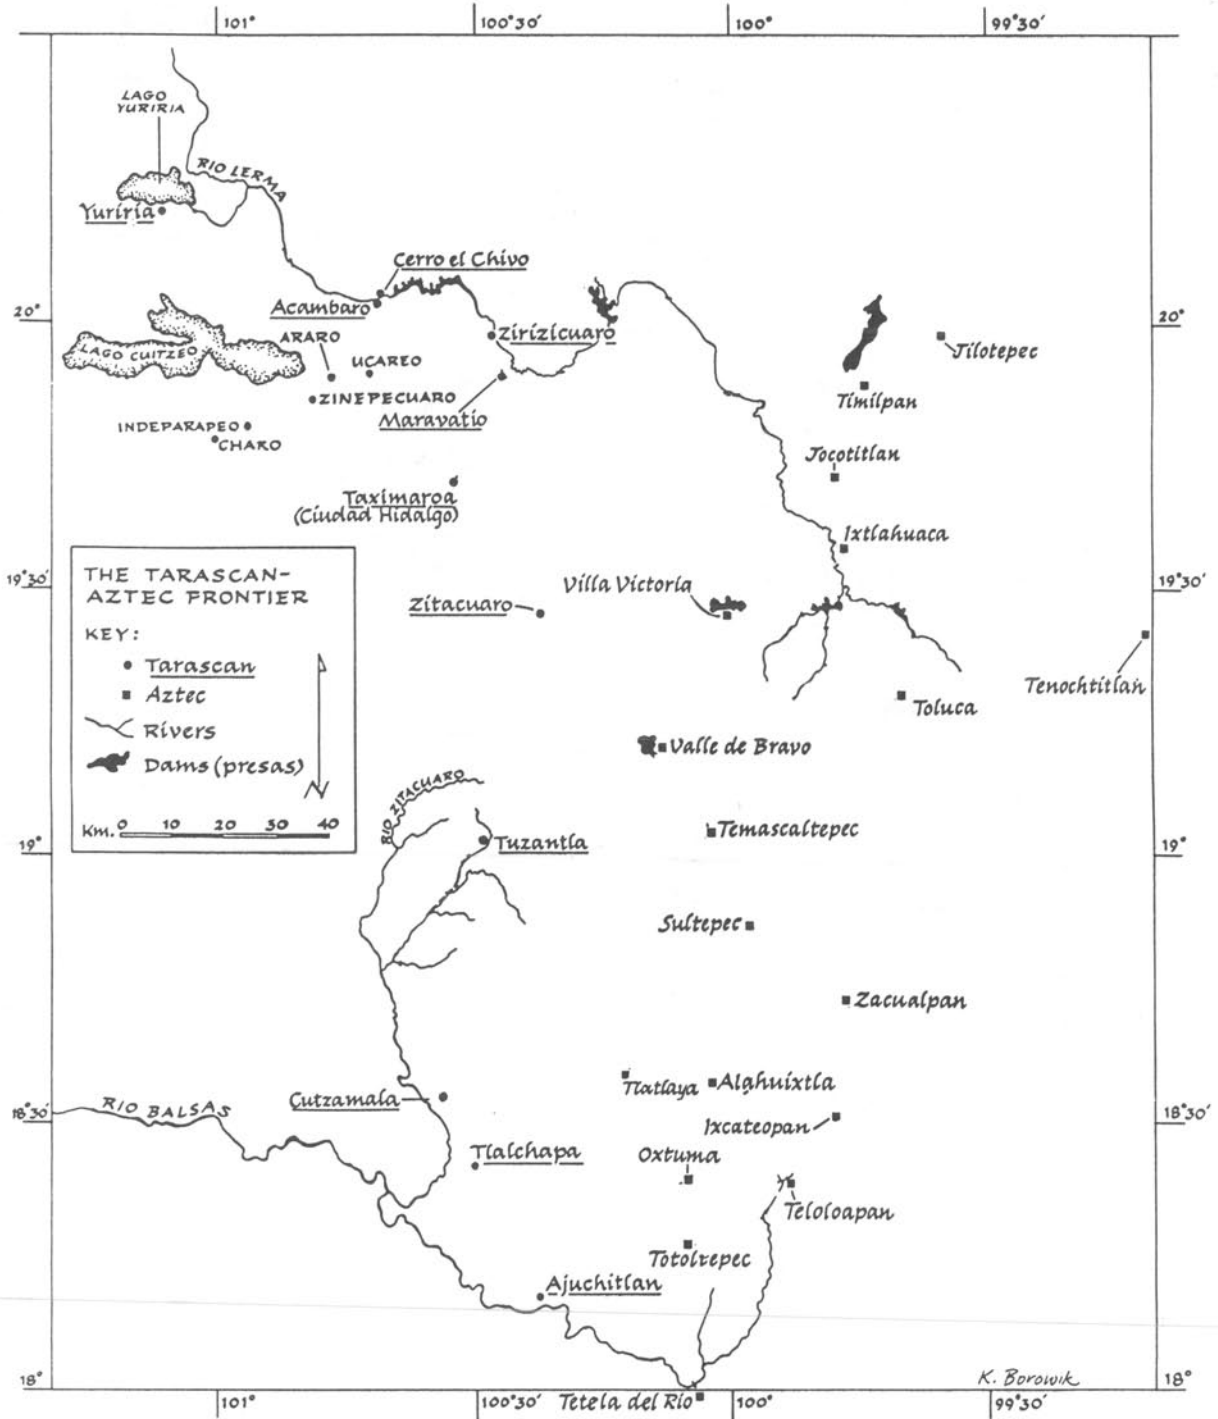 101°
100°30'
100°
99°30'
LAGO
YURIRIA
RIO LERMA
Yuriria
Cerro el Chivo
Acambaro
20°
20°
Zirizicuaro
Jilotepec
ARARO
LAGO CUITZEO
UCAREO
ZINEPECUARO
Timilpan
Maravatio
INDEPARAPEO
CHARO
Jocotitlan
Taximaroa
(Ciudad Hidalgo)
Ixtlahuaca
THE TARASCAN-
AZTEC FRONTIER
KEY:
Tarascan
Aztec
Rivers
Dams (presas)
N
Km. 0 10 20 30 40
19°30'
19°30'
Villa Victoria
Zitacuaro
Tenochtitlan
Toluca
Valle de Bravo
RIO ZITACUARO
Temascaltepec
Tuzantla
19°
19°
Sultepec
Zacualpan
Tlatlaya
Alahuixtla
Cutzamala
RIO BALSAS
18°30'
18°30'
Ixcateopan
Tlalchapa
Oxtuma
Teloloapan
Totoltepec
Ajuchitlan
K. Borowik
18°
18°
Tetela del Rio
101°
100°30'
100°
99°30'